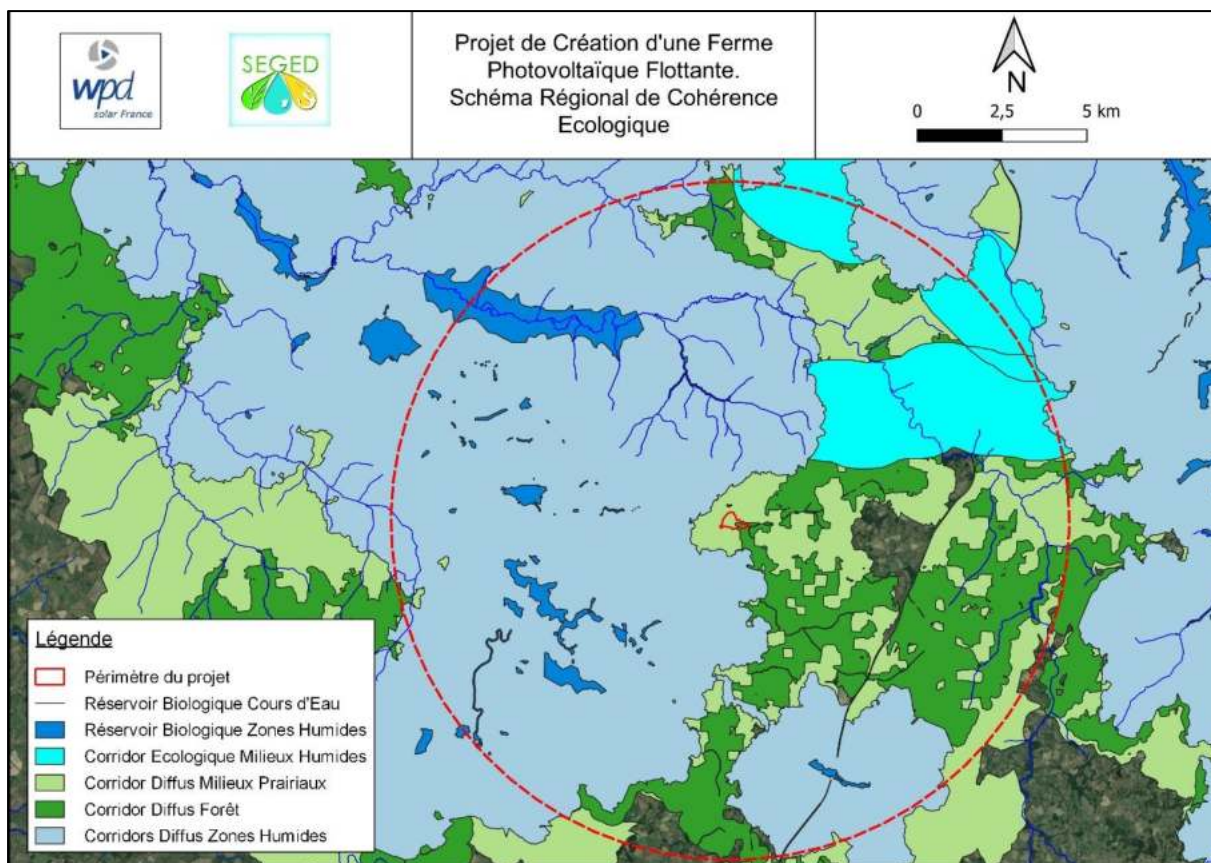 wpd
solar France
SEGED
Projet de Création d'une Ferme
Photovoltaïque Flottante.
Schéma Régional de Cohérence
Ecologique
N
0 2,5 5 km
Légende
Périmètre du projet
Réservoir Biologique Cours d'Eau
Réservoir Biologique Zones Humides
Corridor Ecologique Milieux Humides
Corridor Diffus Milieux Prairiaux
Corridor Diffus Forêt
Corridors Diffus Zones Humides